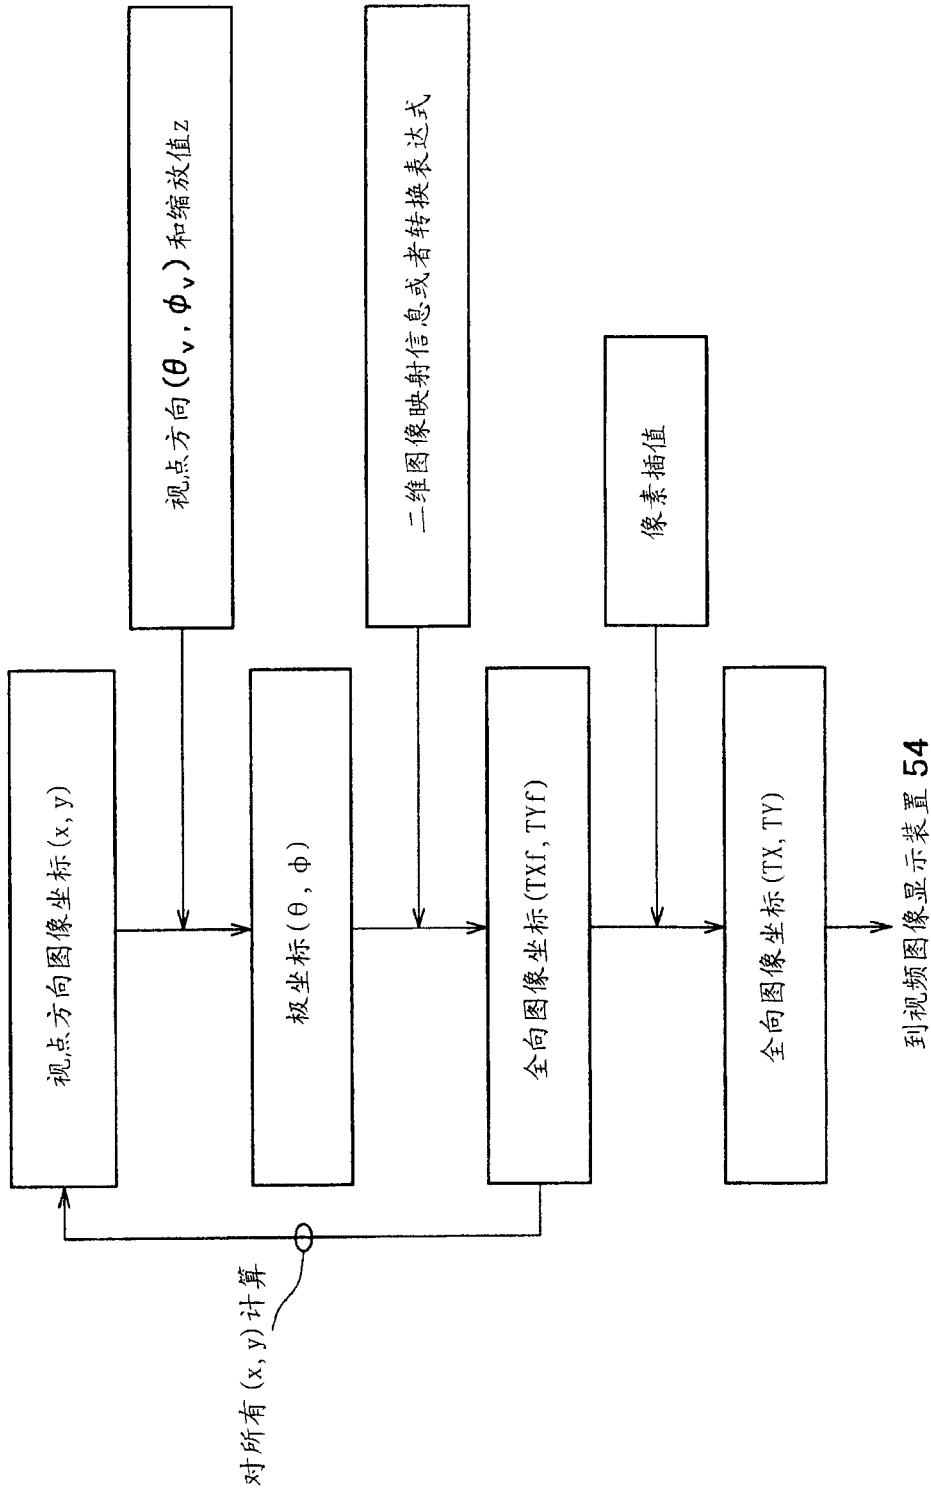 视点方向图像坐标(x, y)
视点方向(θv, φv)和缩放值z
极坐标(θ, φ)
二维图像映射信息或者转换表达式
全向图像坐标(TXf, TYf)
像素插值
全向图像坐标(TX, TY)
到视频图像显示装置 54
对所有(x, y)计算